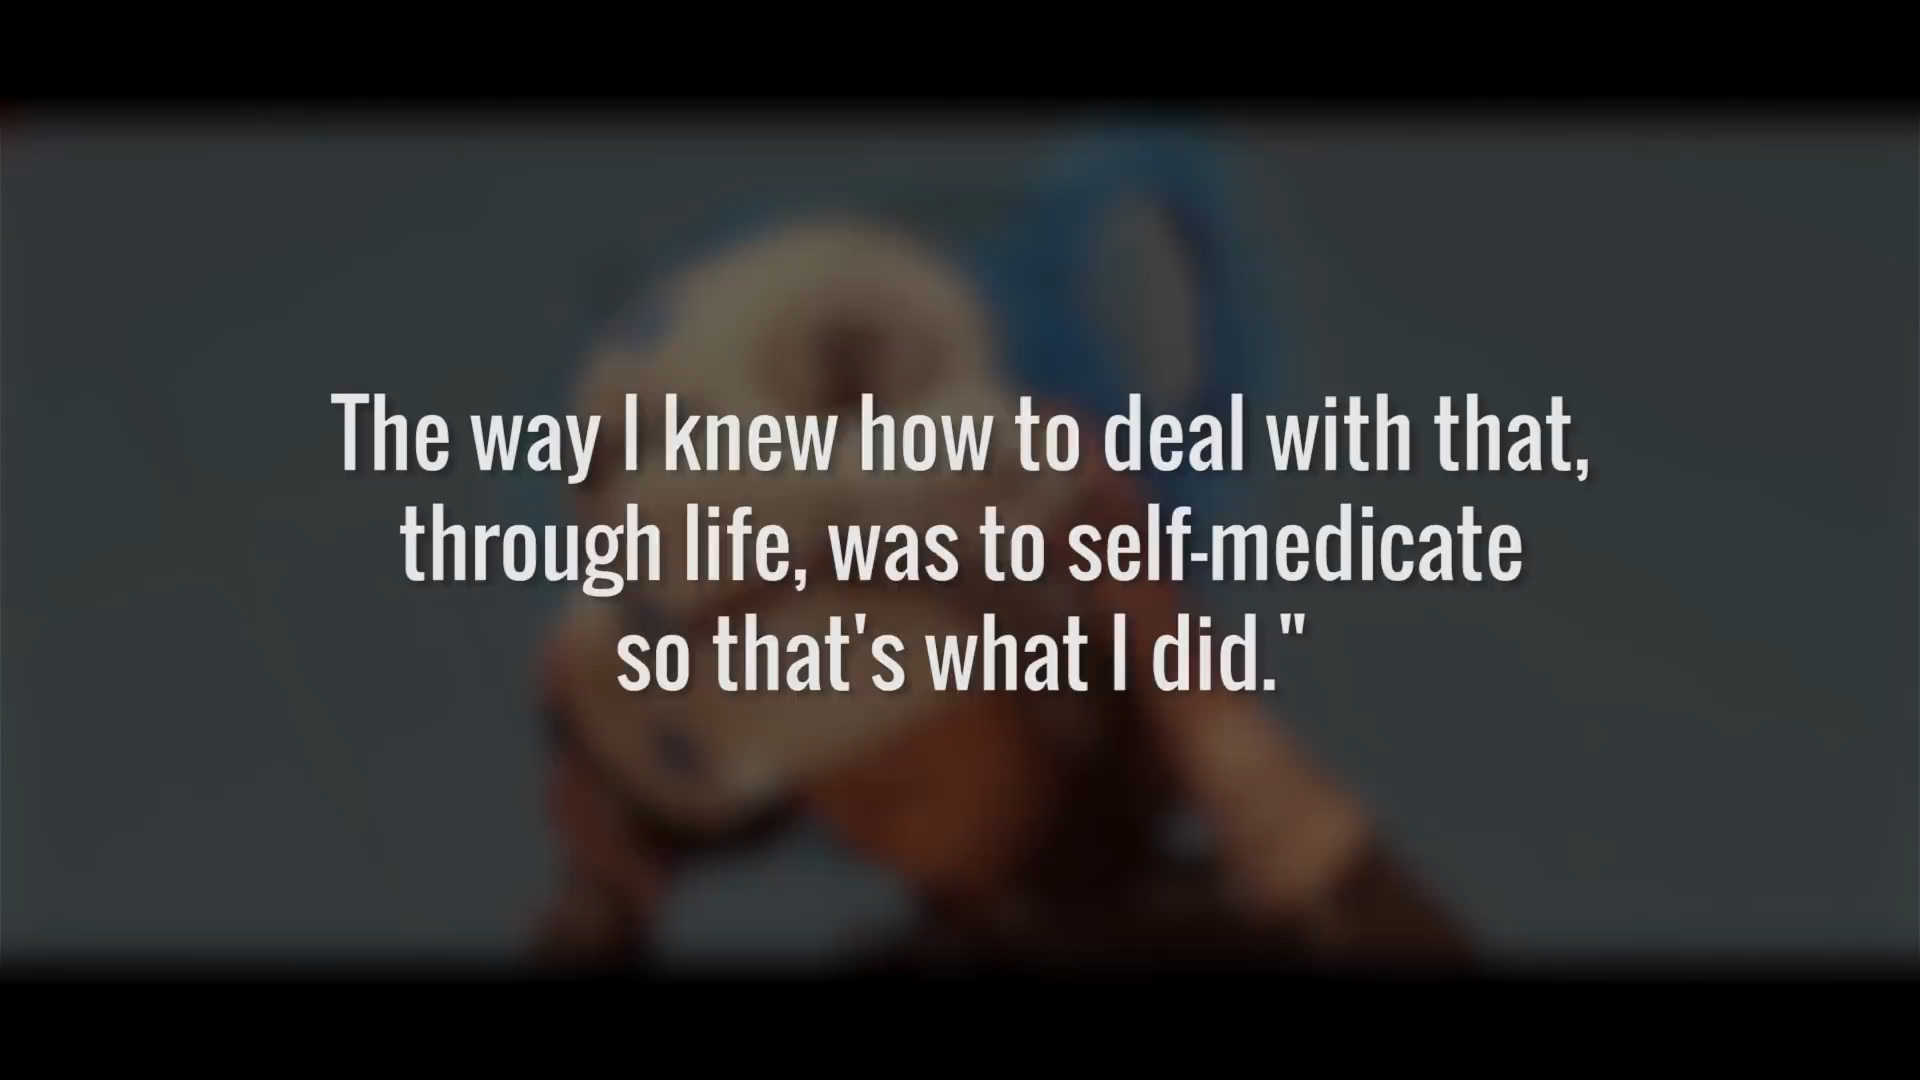 The way I knew how to deal with that,
through life, was to self-medicate
so that's what I did."